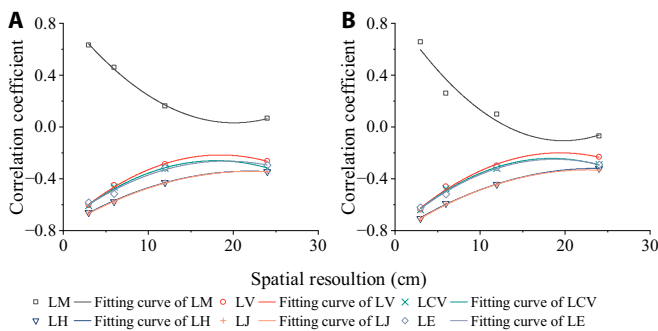 A
B
Correlation coefficient
0.8
0.4
0.0
−0.4
−0.8
0
10
20
30
Correlation coefficient
0.8
0.4
0.0
−0.4
−0.8
0
10
20
30
Spatial resoultion (cm)
LM Fitting curve of LM LV Fitting curve of LV LCV Fitting curve of LCV
LH Fitting curve of LH LJ Fitting curve of LJ LE Fitting curve of LE